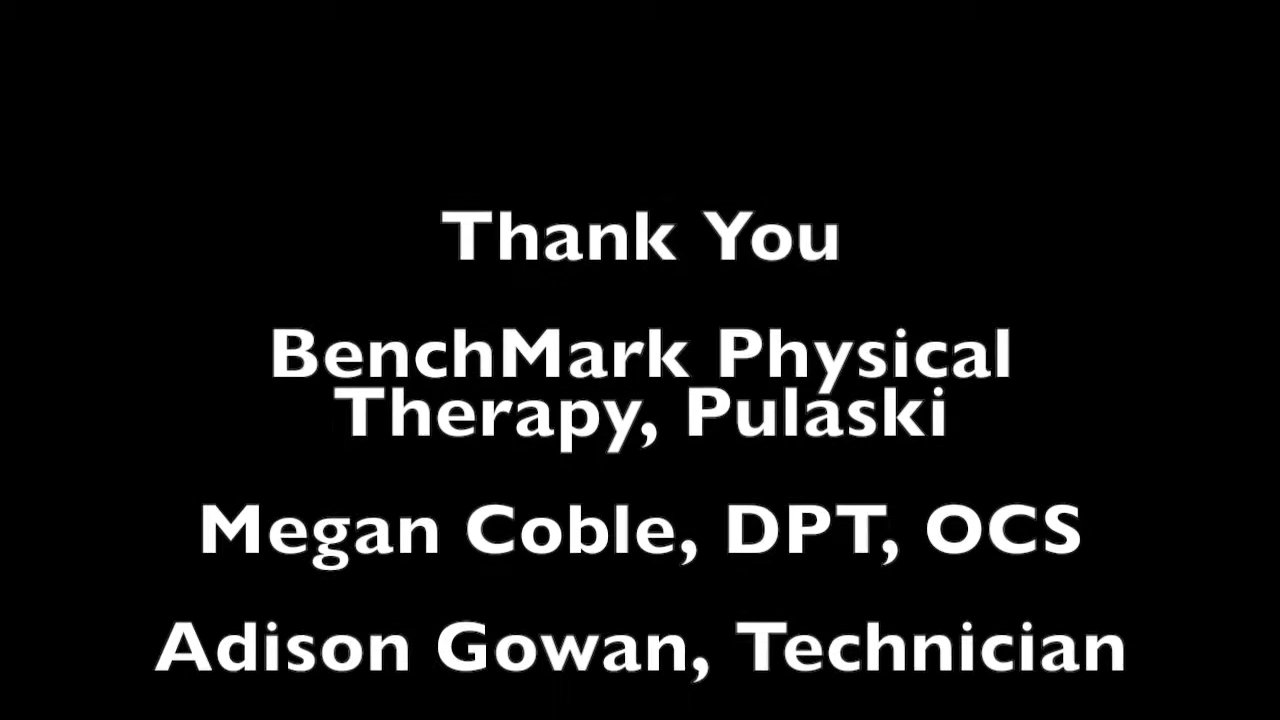 Thank You
BenchMark Physical
Therapy, Pulaski
Megan Coble, DPT, OCS
Adison Gowan, Technician